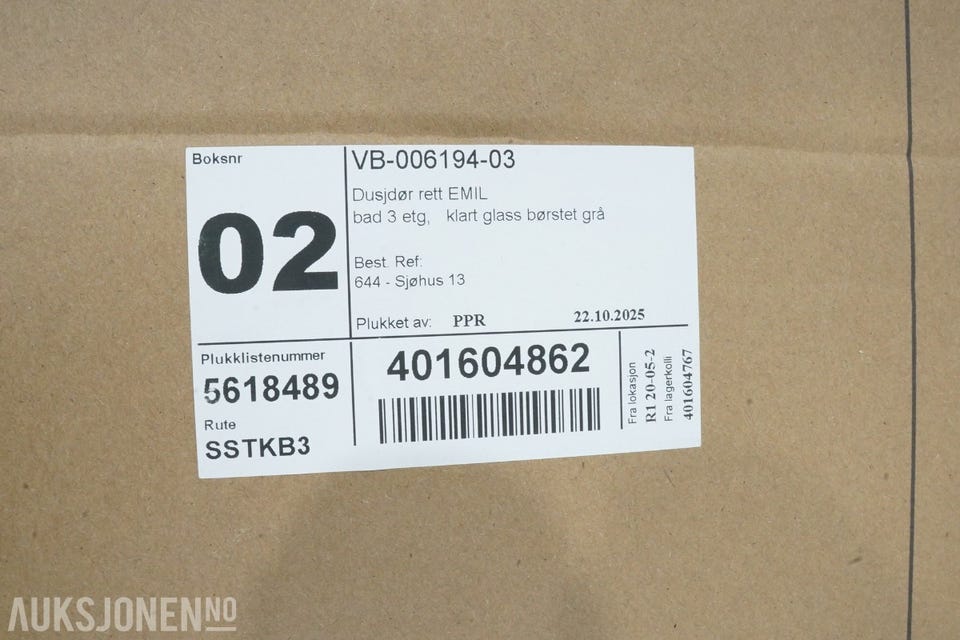 Boksnr
02
VB-006194-03
Dusjdør rett EMIL
bad 3 etg, klart glass børstet grå
Best. Ref:
644 - Sjøhus 13
Plukket av: PPR 22.10.2025
Plukklistenummer
5618489
Rute
SSTKB3
401604862
Fra lokasjon
R1 20-05-2
Fra lagerkolli
401604767
AUKSJONEN NO